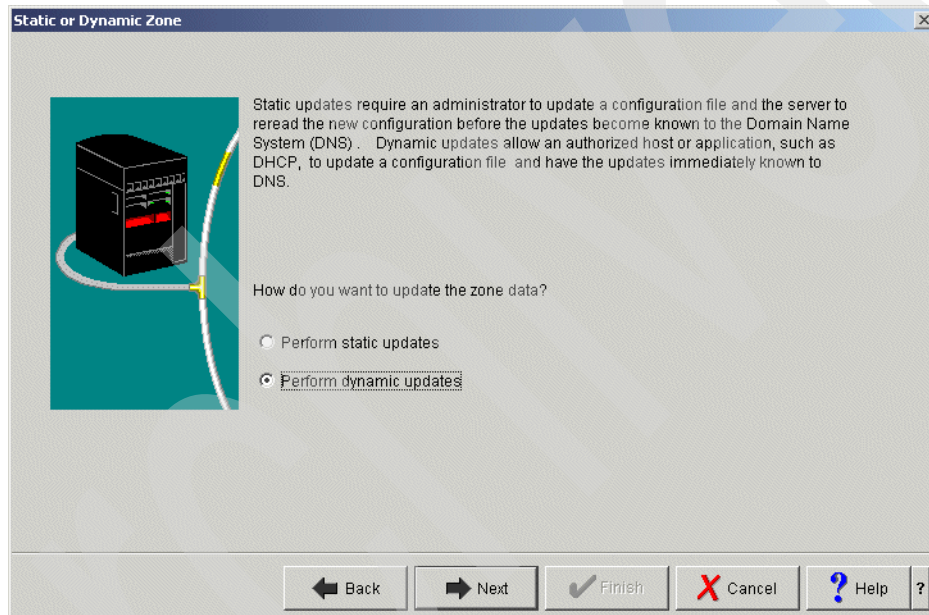 Static or Dynamic Zone
Static updates require an administrator to update a configuration file and the server to
reread the new configuration before the updates become known to the Domain Name
System (DNS) .   Dynamic updates allow an authorized host or application, such as
DHCP,  to update a configuration file  and have the updates immediately known to
DNS.
How do you want to update the zone data?
Perform static updates
Perform dynamic updates
Back
Next
Finish
Cancel
? Help
?